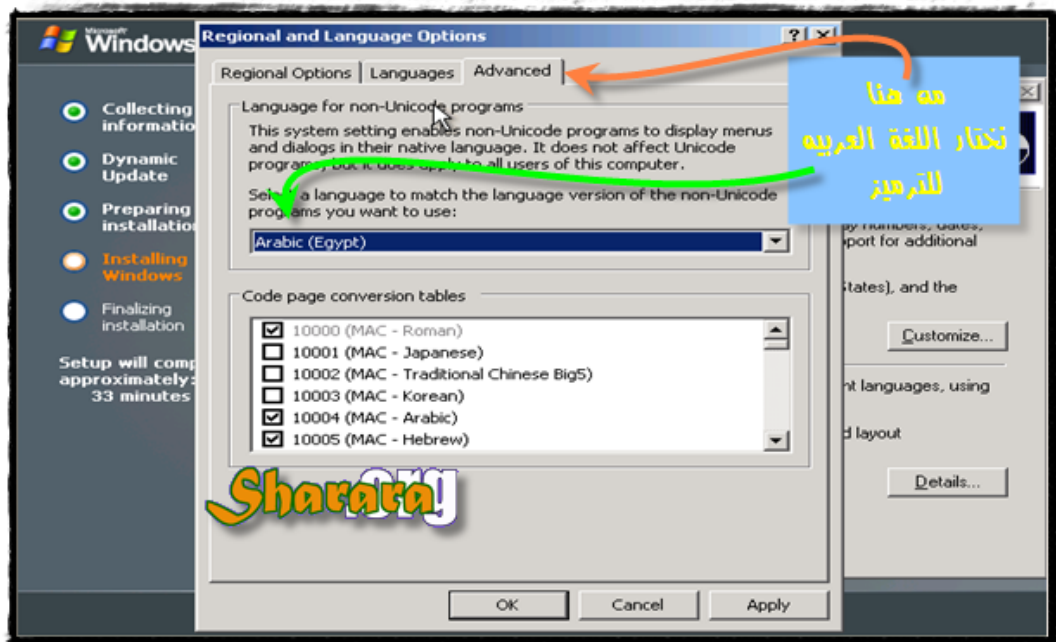 Microsoft
Windows
Regional and Language Options
Regional Options
Languages
Advanced
Language for non-Unicode programs
This system setting enables non-Unicode programs to display menus
and dialogs in their native language. It does not affect Unicode
programs, but it does apply to all users of this computer.
Select a language to match the language version of the non-Unicode
programs you want to use:
Arabic (Egypt)
Code page conversion tables
10000 (MAC - Roman)
10001 (MAC - Japanese)
10002 (MAC - Traditional Chinese Big5)
10003 (MAC - Korean)
10004 (MAC - Arabic)
10005 (MAC - Hebrew)
Sharara
.org
OK
Cancel
Apply
من هنا
نختار اللغة العربيه
للترميز
Collecting
informatio
Dynamic
Update
Preparing
installation
Installing
Windows
Finalizing
installation
Setup will comp
approximately:
33 minutes
ay numbers, dates,
pport for additional
States), and the
Customize...
nt languages, using
d layout
Details...